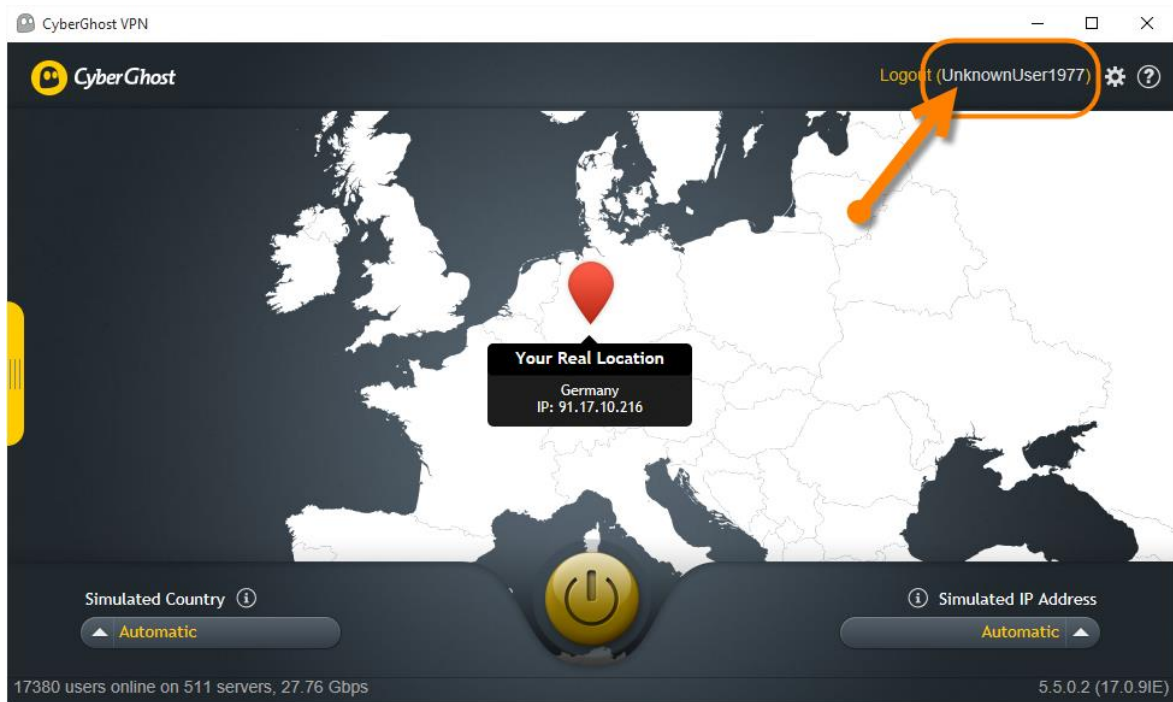 CyberGhost VPN
CyberGhost
Logout (UnknownUser1977)
Your Real Location
Germany
IP: 91.17.10.216
Simulated Country
Simulated IP Address
Automatic
Automatic
17380 users online on 511 servers, 27.76 Gbps
5.5.0.2 (17.0.9IE)